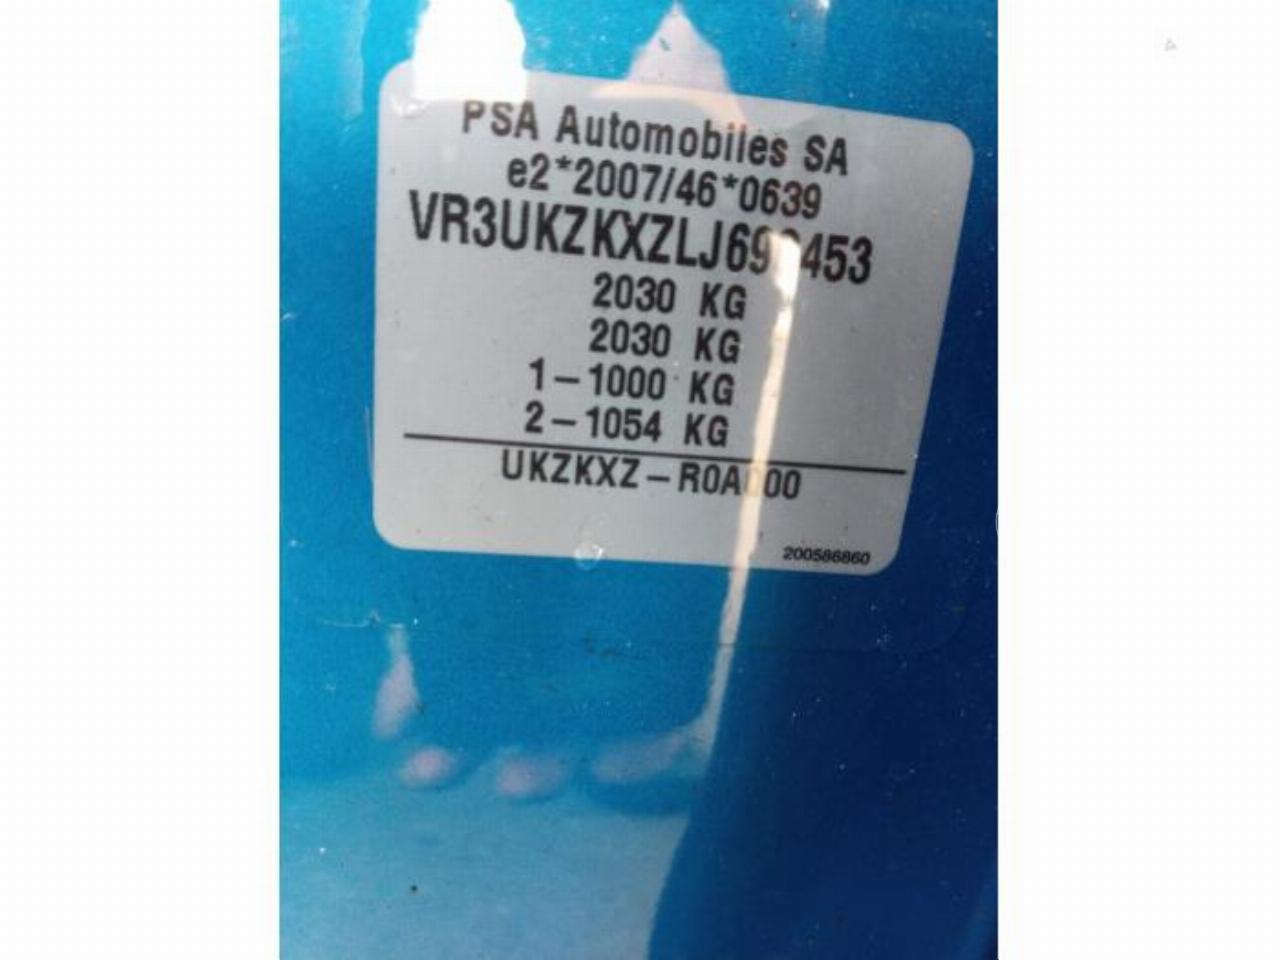 PSA Automobiles SA
e2*2007/46*0639
2030 KG
2030 KG
1-1000 KG
2-1054 KG
UKZKXZ-R0A000
200586860